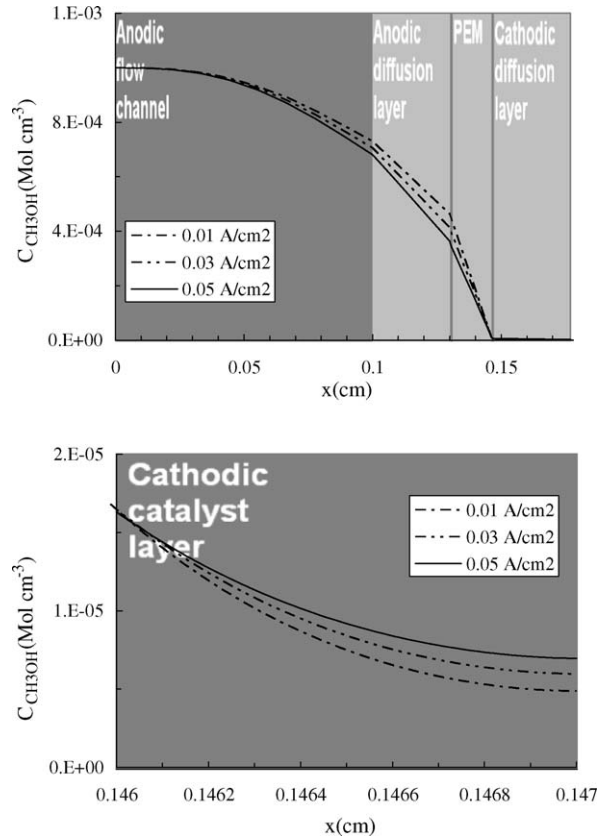 1.E-03
8.E-04
4.E-04
0.E+00
C_CH3OH(Mol cm-3)
Anodic
flow
channel
Anodic
diffusion
layer
PEM
Cathodic
diffusion
layer
0.01 A/cm2
0.03 A/cm2
0.05 A/cm2
0
0.05
0.1
0.15
x(cm)
2.E-05
1.E-05
0.E+00
C_CH3OH(Mol cm-3)
Cathodic
catalyst
layer
0.01 A/cm2
0.03 A/cm2
0.05 A/cm2
0.146
0.1462
0.1464
0.1466
0.1468
0.147
x(cm)